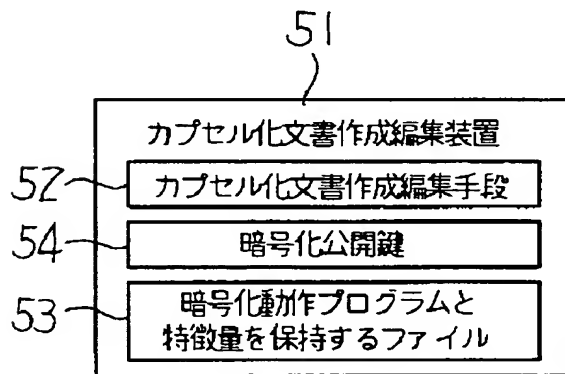 51
カプセル化文書作成編集装置
52
カプセル化文書作成編集手段
54
暗号化公開鍵
53
暗号化動作プログラムと
特徴量を保持するファイル